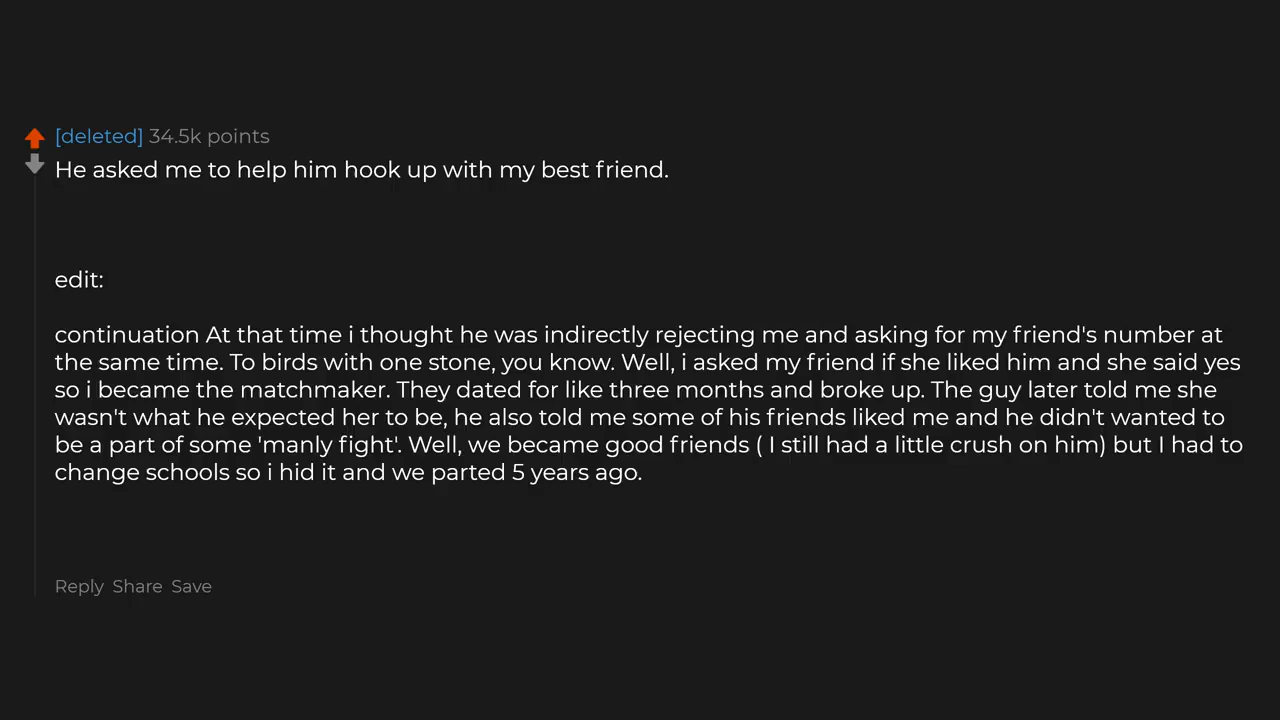 [deleted] 34.5k points
He asked me to help him hook up with my best friend.
edit:
continuation At that time i thought he was indirectly rejecting me and asking for my friend's number at
the same time. To birds with one stone, you know. Well, i asked my friend if she liked him and she said yes
so i became the matchmaker. They dated for like three months and broke up. The guy later told me she
wasn't what he expected her to be, he also told me some of his friends liked me and he didn't wanted to
be a part of some 'manly fight'. Well, we became good friends ( I still had a little crush on him) but I had to
change schools so i hid it and we parted 5 years ago.
Reply Share Save